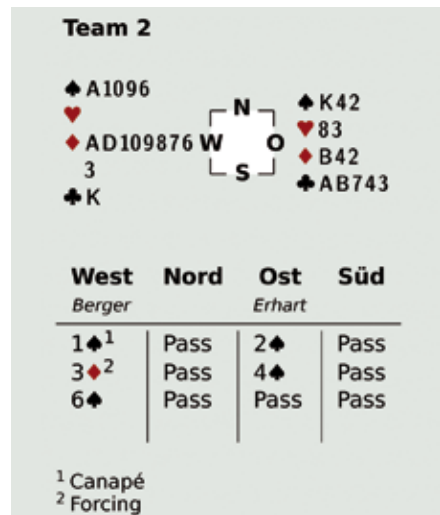 Team 2
♠ A1096
♥
♦ AD109876
3
♣ K
N
W O
S
♠ K42
♥ 83
♦ B42
♣ AB743
West Nord Ost Süd
Berger Erhart
1♠¹ Pass 2♠ Pass
3♦² Pass 4♠ Pass
6♠ Pass Pass Pass
¹ Canapé
² Forcing